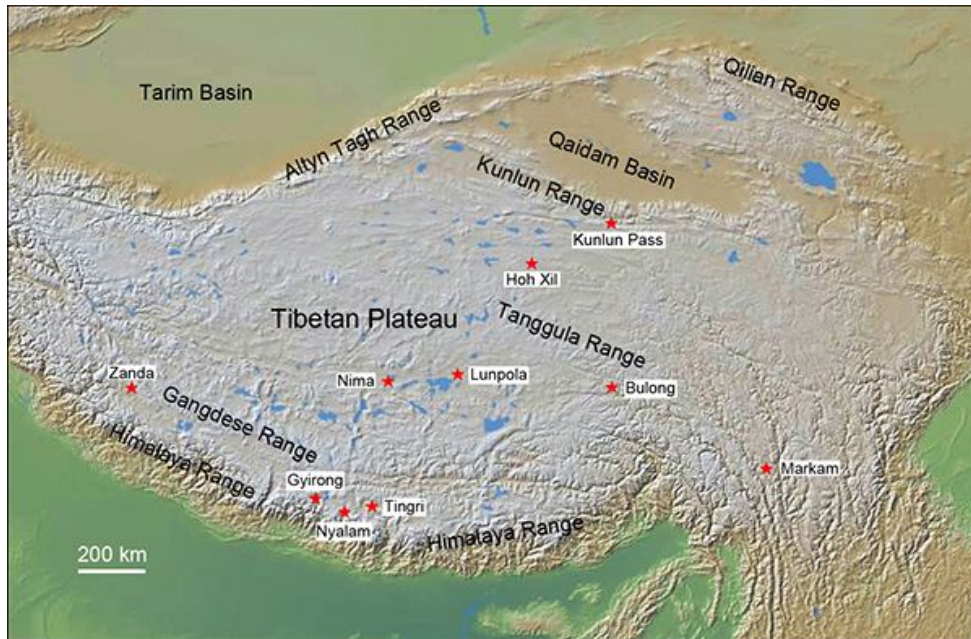 Tarim Basin
Qilian Range
Altyn Tagh Range
Qaidam Basin
Kunlun Range
Kunlun Pass
Hoh Xil
Tibetan Plateau
Tanggula Range
Zanda
Nima
Lunpola
Bulong
Gangdese Range
Himalaya Range
Markam
Gyirong
Tingri
Nyalam
Himalaya Range
200 km